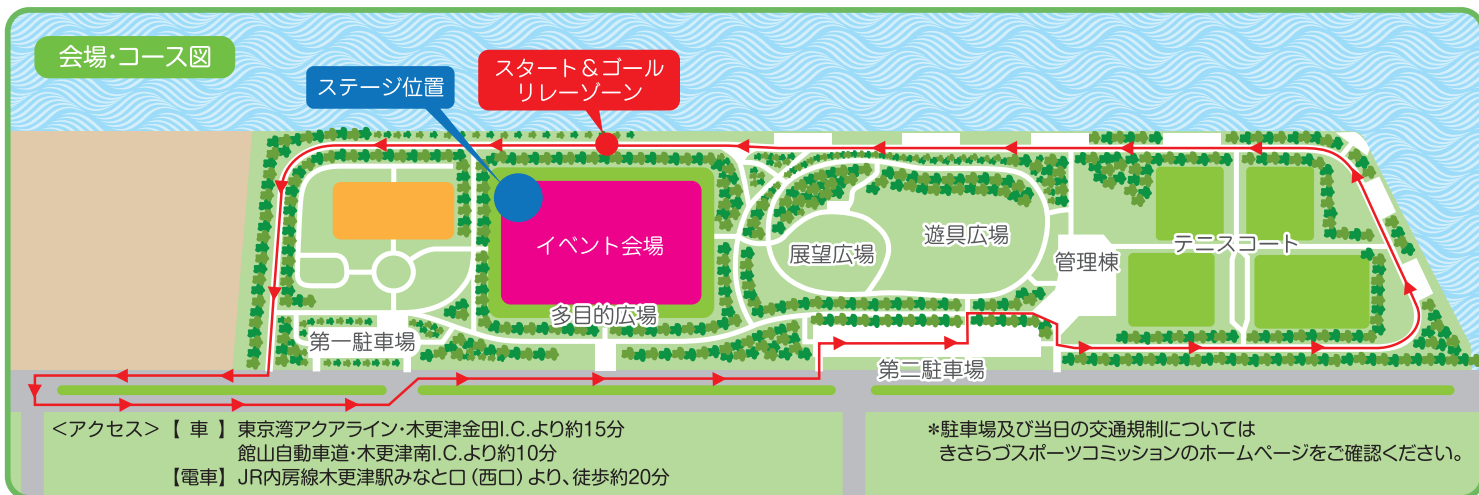 会場・コース図
スタート＆ゴール
リレーゾーン
ステージ位置
イベント会場
展望広場
遊具広場
テニスコート
管理棟
多目的広場
第一駐車場
第二駐車場
＜アクセス＞【 車 】東京湾アクアライン・木更津金田I.C.より約15分
館山自動車道・木更津南I.C.より約10分
【電車】JR内房線木更津駅みなと口（西口）より、徒歩約20分
*駐車場及び当日の交通規制については
きさらづスポーツコミッションのホームページをご確認ください。